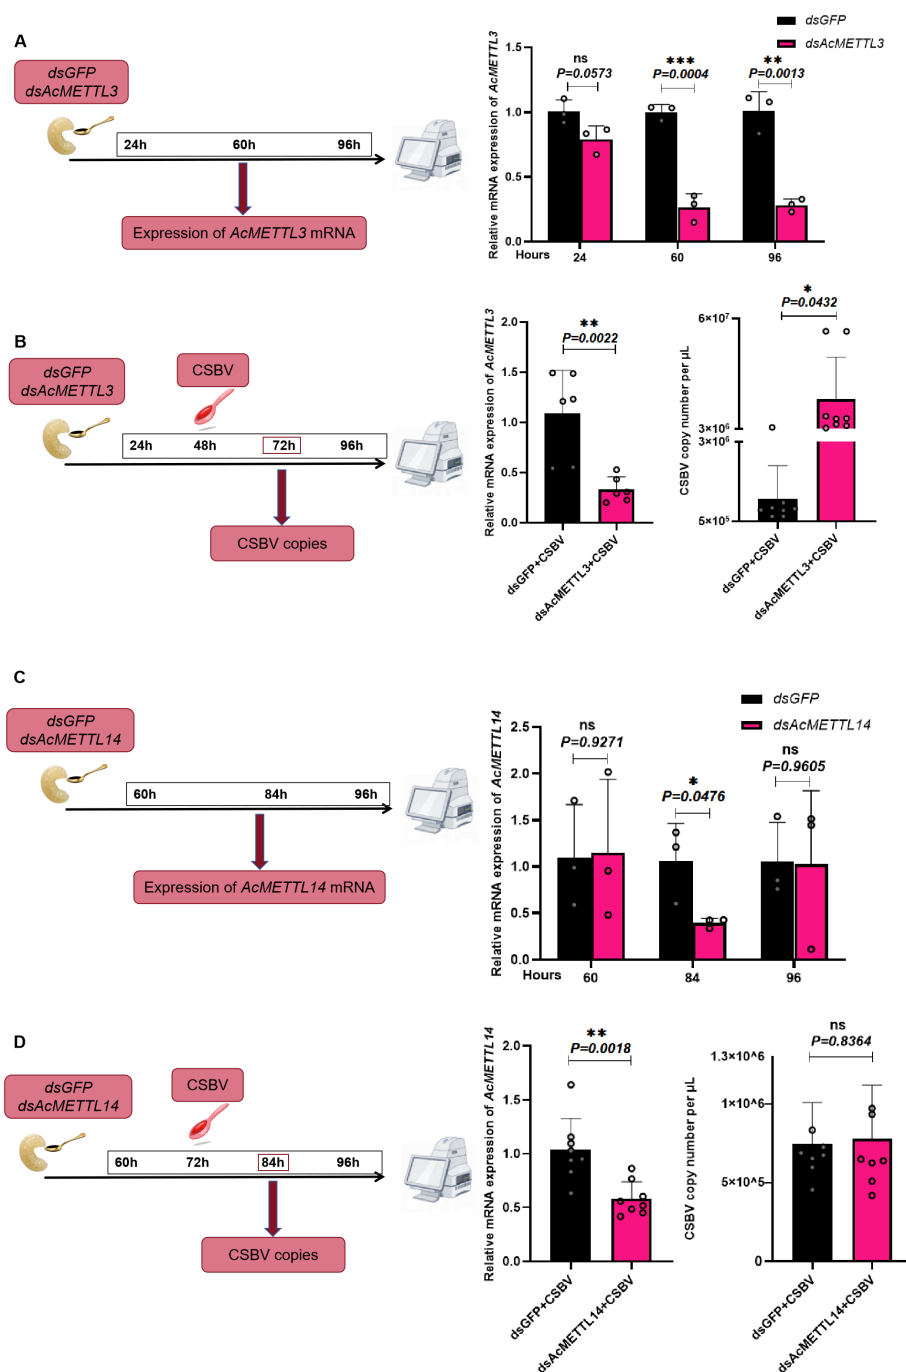 A
dsGFP
dsAcMETTL3
24h 60h 96h
Expression of AcMETTL3 mRNA
dsGFP
dsAcMETTL3
Relative mRNA expression of AcMETTL3
1.5
1.0
0.5
0.0
ns
P=0.0573
***
P=0.0004
**
P=0.0013
Hours 24 60 96
B
dsGFP
dsAcMETTL3
CSBV
24h 48h 72h 96h
CSBV copies
Relative mRNA expression of AcMETTL3
2.0
1.5
1.0
0.5
0.0
**
P=0.0022
dsGFP+CSBV
dsAcMETTL3+CSBV
CSBV copy number per μL
6×10⁷
3×10⁶
3×10⁶
5×10⁵
*
P=0.0432
dsGFP+CSBV
dsAcMETTL3+CSBV
C
dsGFP
dsAcMETTL14
60h 84h 96h
Expression of AcMETTL14 mRNA
dsGFP
dsAcMETTL14
Relative mRNA expression of AcMETTL14
2.5
2.0
1.5
1.0
0.5
0.0
ns
P=0.9271
*
P=0.0476
ns
P=0.9605
Hours 60 84 96
D
dsGFP
dsAcMETTL14
CSBV
60h 72h 84h 96h
CSBV copies
Relative mRNA expression of AcMETTL14
2.0
1.5
1.0
0.5
0.0
**
P=0.0018
dsGFP+CSBV
dsAcMETTL14+CSBV
CSBV copy number per μL
1.3×10^6
1×10^6
5×10^5
0
ns
P=0.8364
dsGFP+CSBV
dsAcMETTL14+CSBV